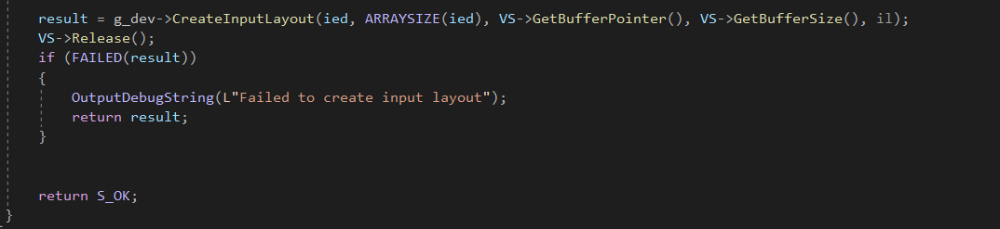 result = g_dev->CreateInputLayout(ied, ARRAYSIZE(ied), VS->GetBufferPointer(), VS->GetBufferSize(), il);
VS->Release();
if (FAILED(result))
{
OutputDebugString(L"Failed to create input layout");
return result;
}
return S_OK;
}